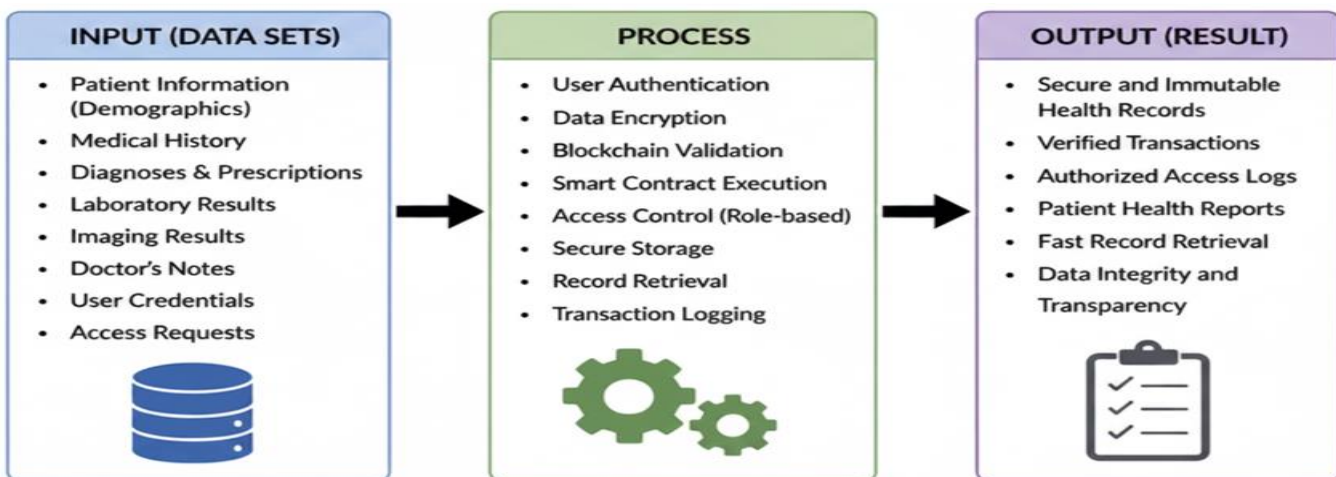 INPUT (DATA SETS)
• Patient Information
(Demographics)
• Medical History
• Diagnoses & Prescriptions
• Laboratory Results
• Imaging Results
• Doctor's Notes
• User Credentials
• Access Requests
PROCESS
• User Authentication
• Data Encryption
• Blockchain Validation
• Smart Contract Execution
• Access Control (Role-based)
• Secure Storage
• Record Retrieval
• Transaction Logging
OUTPUT (RESULT)
• Secure and Immutable
Health Records
• Verified Transactions
• Authorized Access Logs
• Patient Health Reports
• Fast Record Retrieval
• Data Integrity and
Transparency